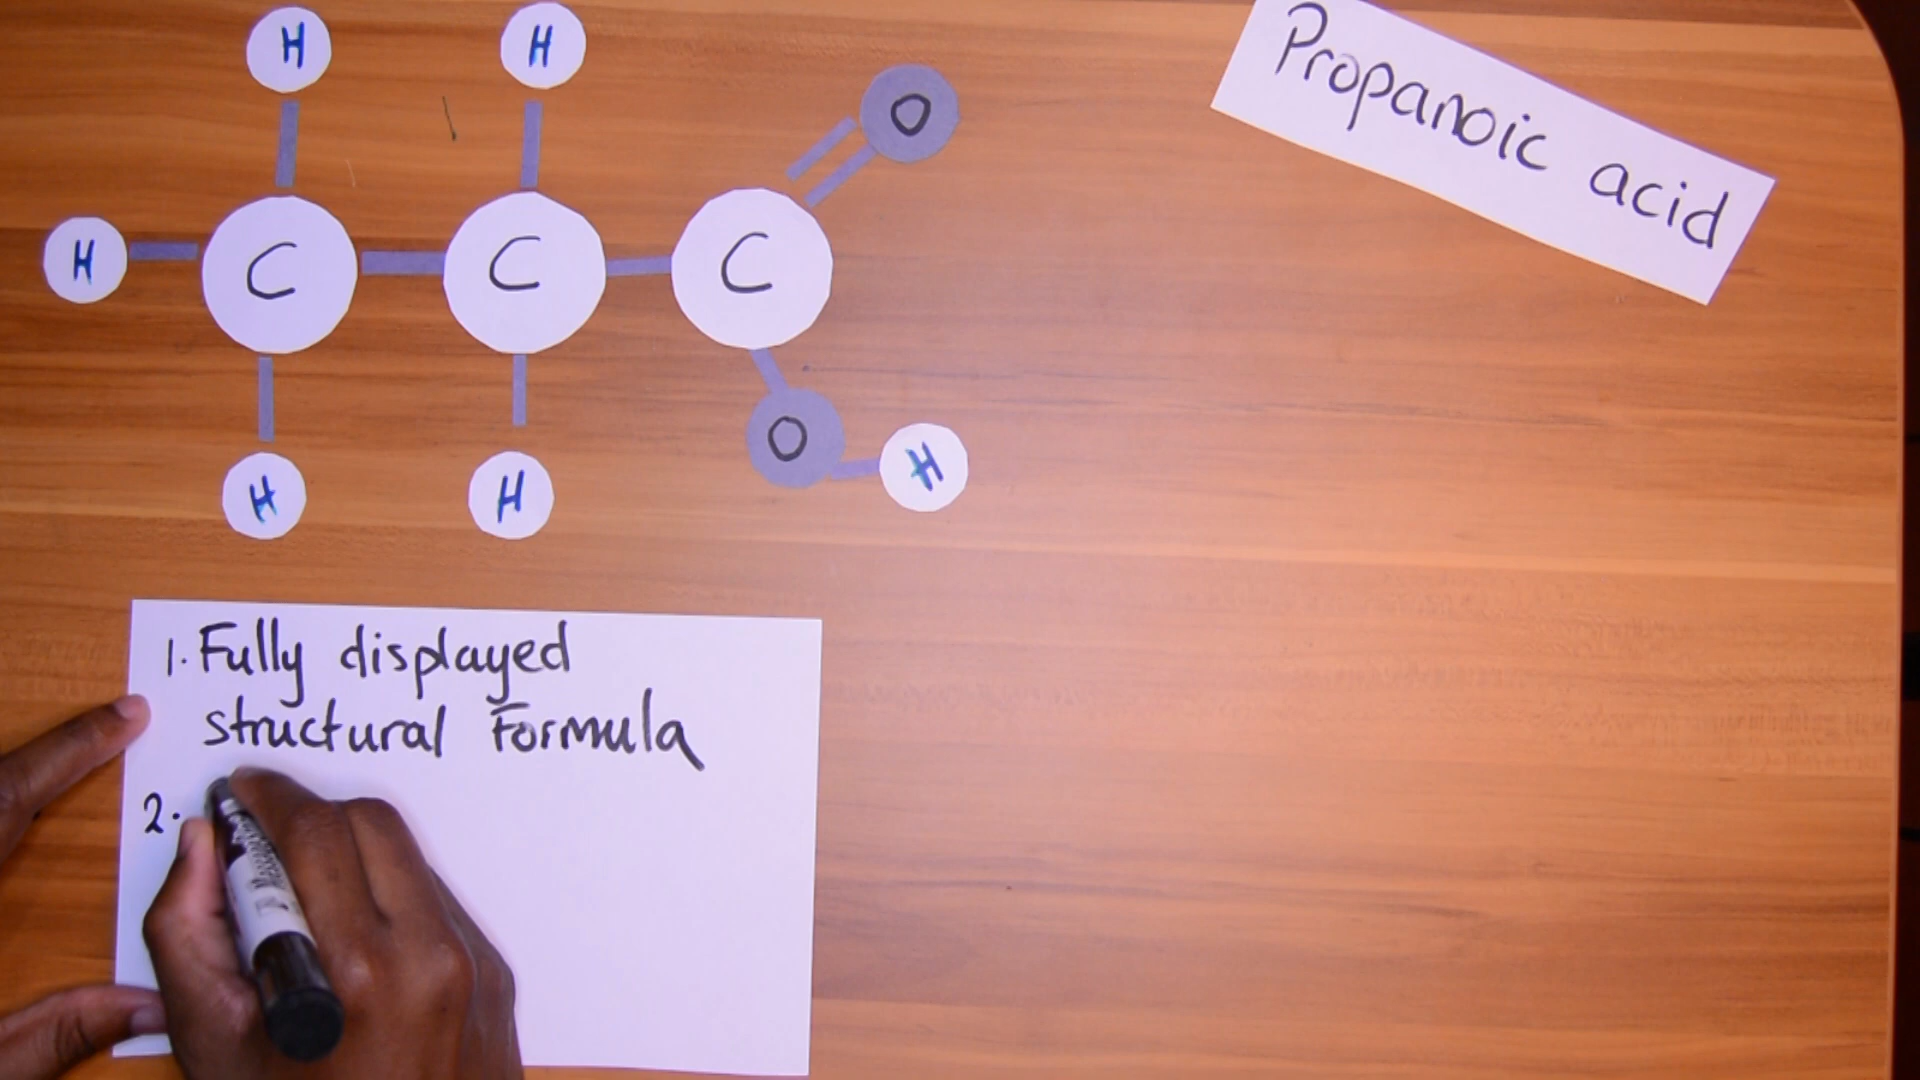 H H
O
Propanoic acid
H C C C
O H
H H
1. Fully displayed
structural Formula
2.